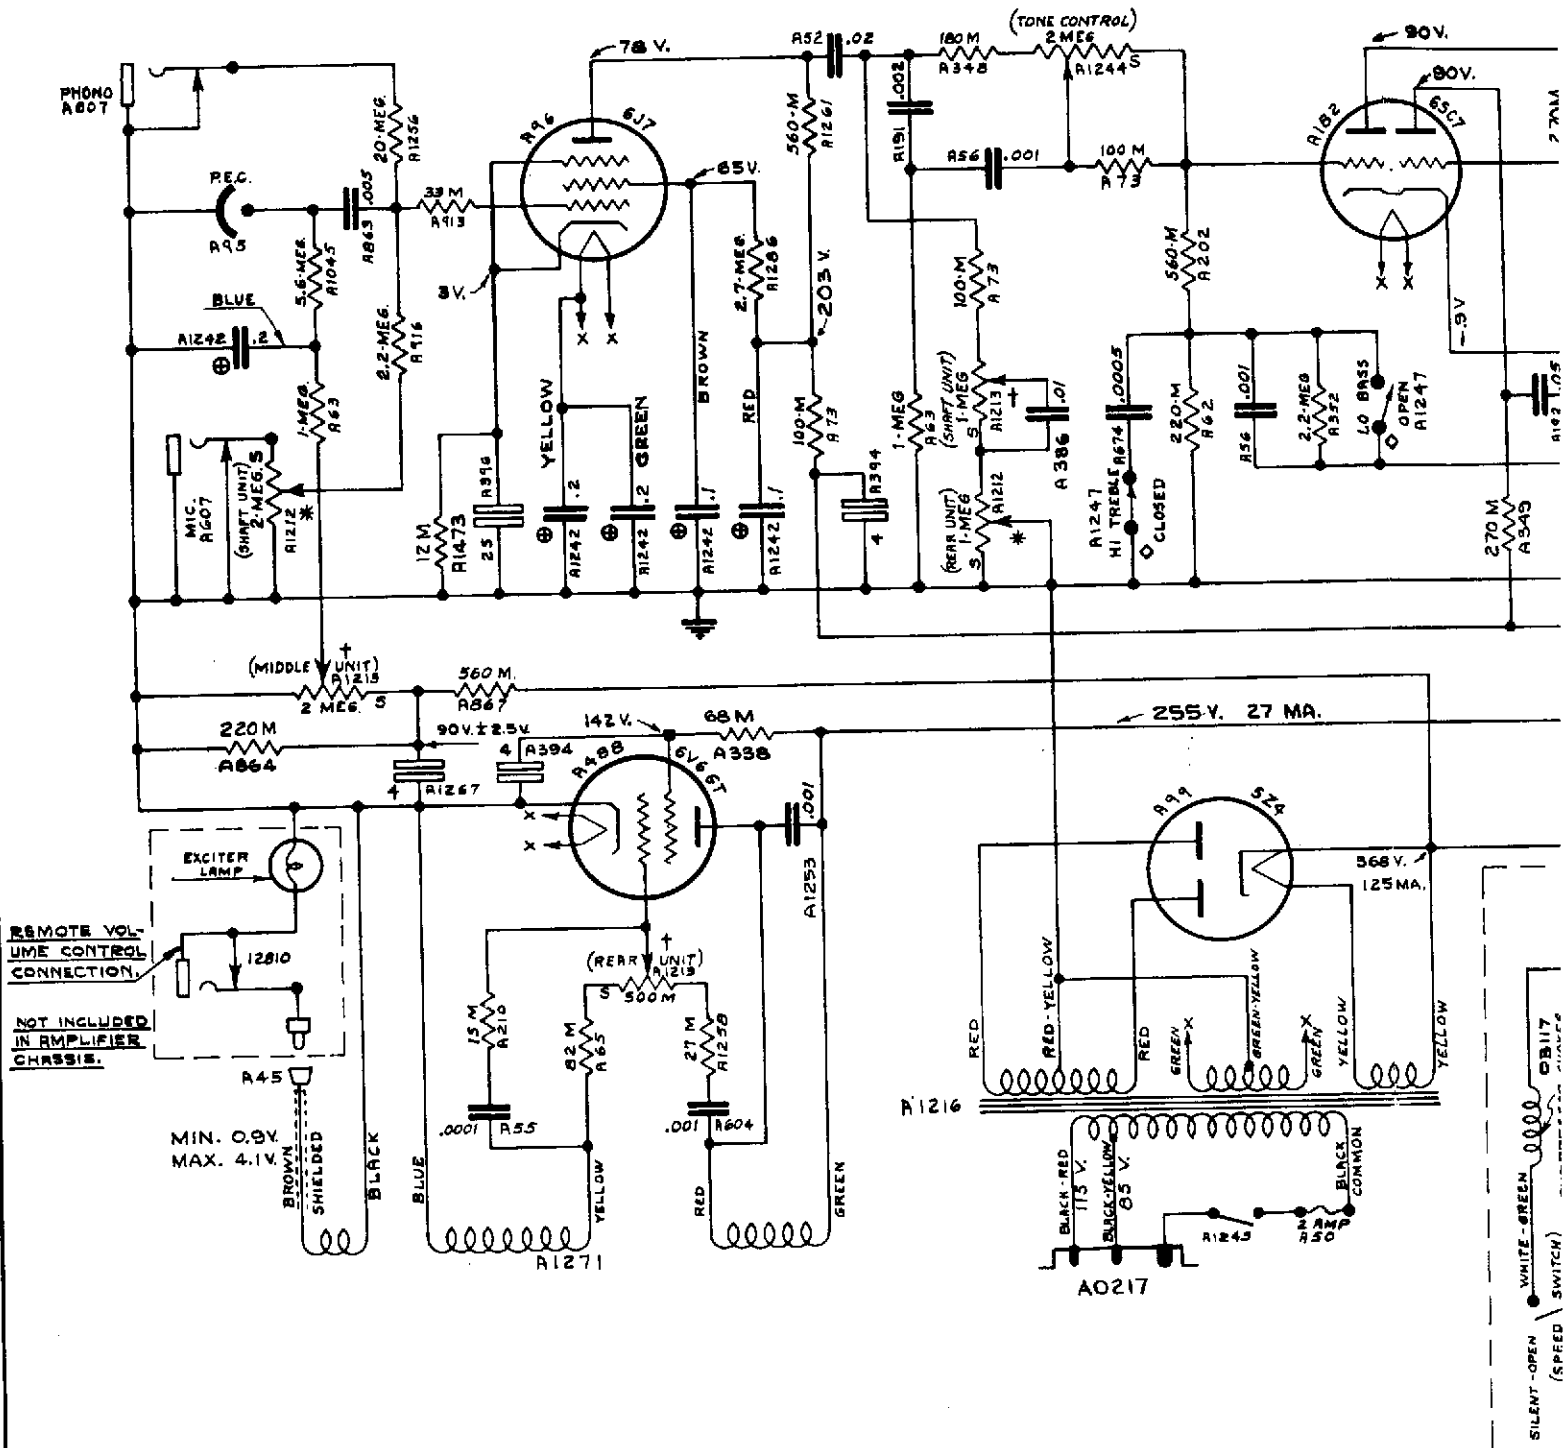 PHONO
A807
20-MEG.
A1256
P.E.C.
A95
A863
.005
33 M
A913
5.6-MEG.
A1045
BLUE
A1242
.2
2.2-MEG.
A916
1-MEG.
A63
MIC.
A607
(SHAFT UNIT)
2-MEG. S
A1212 *
78 V.
A96
6J7
3V.
65V.
X X
YELLOW
GREEN
BROWN
12 M
A1473
A396
25
.2
A1242
.2
A1242
.1
A1242
.1
A1242
RED
2.7-MEG.
A1286
560-M
A1261
203 V.
100-M
A73
A394
4
A52 .02
.002
A191
180 M
A348
(TONE CONTROL)
2 MEG
A1244 S
A56 .001
100 M
A73
100-M
A73
1-MEG
A63
(SHAFT UNIT)
1-MEG
S
A1213
†
.01
A386
(REAR UNIT)
1-MEG
S
A1212
*
560-M
A202
.0005
A674
220-M
A62
.001
A56
2.2-MEG
A352
LO BASS
OPEN
A1247
A1247
HI TREBLE
CLOSED
90V.
90V.
A182
6SC7
X X
.9V
A192 .05
270 M
A349
(MIDDLE UNIT) †
A1213
2 MEG. S
560 M.
A867
220 M
A864
90V.±2.5V.
4
A1267
4 A394
142 V.
68 M
A338
255 V. 27 MA.
A488
6V6 GT
X
X
.001
A1253
EXCITER
LAMP
REMOTE VOL-
UME CONTROL
CONNECTION.
12810
NOT INCLUDED
IN AMPLIFIER
CHASSIS.
A45
MIN. 0.9V.
MAX. 4.1V.
BROWN
SHIELDED
BLACK
BLUE
15 M
A210
(REAR UNIT) †
A1213
S 500 M
82 M
A65
27 M
A1258
.0001 A55
.001 A604
YELLOW
RED
GREEN
A1271
A99
5Z4
368 V.
125 MA.
RED
RED-YELLOW
RED
GREEN X
GREEN-YELLOW
X GREEN
YELLOW
YELLOW
A1216
BLACK-RED
115 V.
BLACK-YELLOW
85 V.
BLACK
COMMON
A1243
2 AMP
A50
A0217
WHITE-GREEN
SILENT-OPEN
(SPEED SWITCH)